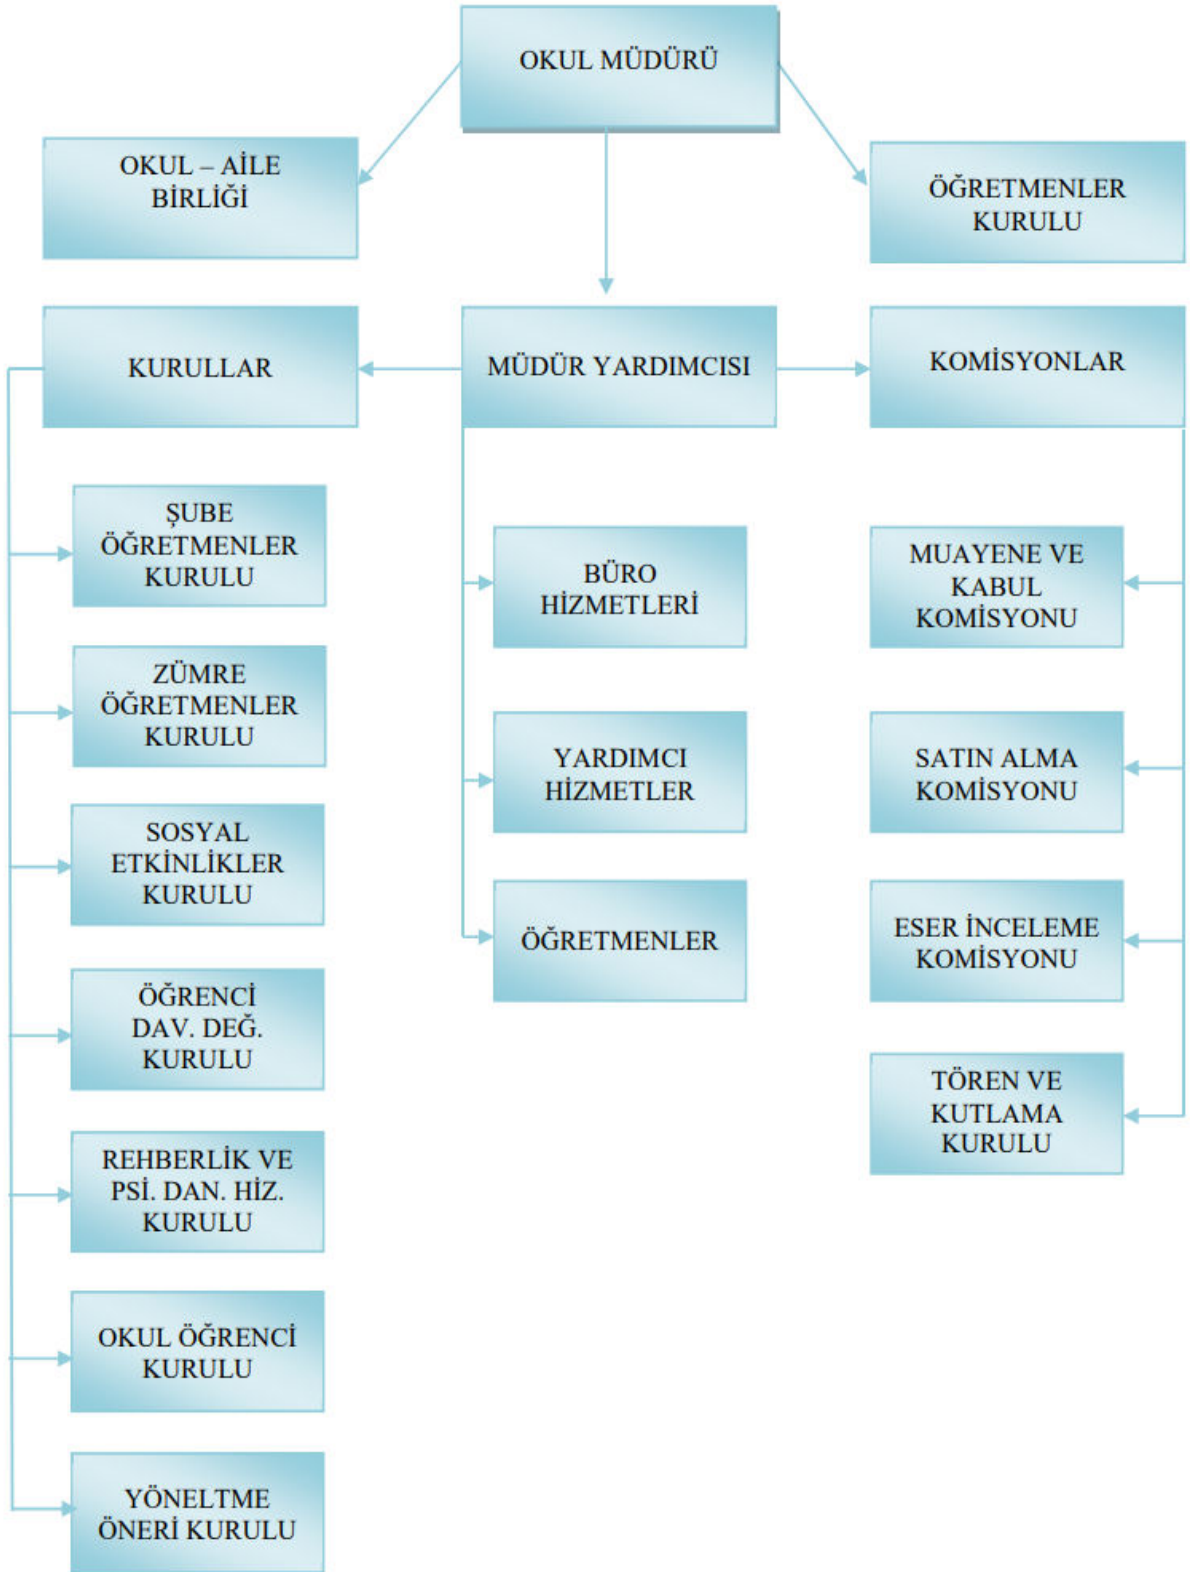 OKUL MÜDÜRÜ
OKUL – AİLE
BİRLİĞİ
ÖĞRETMENLER
KURULU
KURULLAR
MÜDÜR YARDIMCISI
KOMİSYONLAR
ŞUBE
ÖĞRETMENLER
KURULU
ZÜMRE
ÖĞRETMENLER
KURULU
SOSYAL
ETKİNLİKLER
KURULU
ÖĞRENCİ
DAV. DEĞ.
KURULU
REHBERLİK VE
PSİ. DAN. HİZ.
KURULU
OKUL ÖĞRENCİ
KURULU
YÖNELTME
ÖNERİ KURULU
BÜRO
HİZMETLERİ
YARDIMCI
HİZMETLER
ÖĞRETMENLER
MUAYENE VE
KABUL
KOMİSYONU
SATIN ALMA
KOMİSYONU
ESER İNCELEME
KOMİSYONU
TÖREN VE
KUTLAMA
KURULU